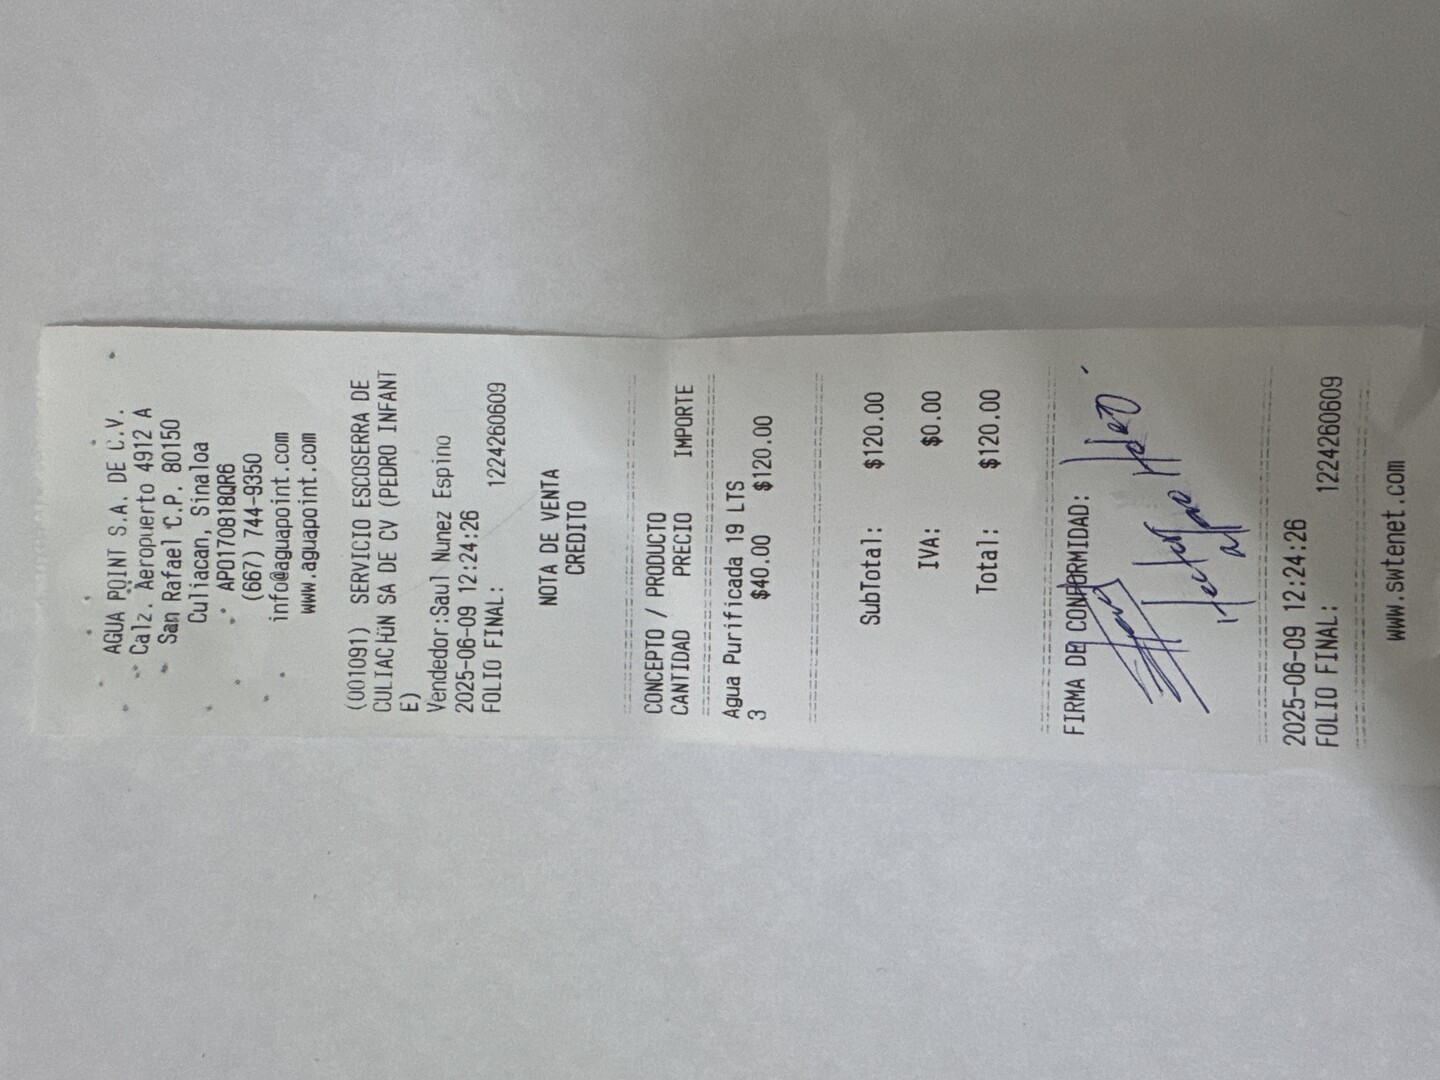 AGUA POINT S.A. DE C.V.
Calz. Aeropuerto 4912 A
San Rafael C.P. 80150
Culiacan, Sinaloa
APO170818QR6
(667) 744-9350
info@aguapoint.com
www.aguapoint.com
(001091) SERVICIO ESCOSERRA DE
CULIACÍUN SA DE CV (PEDRO INFANT
E)
Vendedor:Saul Nunez Espino
2025-06-09 12:24:26
FOLIO FINAL: 1224260609
NOTA DE VENTA
CREDITO
CONCEPTO / PRODUCTO
CANTIDAD PRECIO IMPORTE
Agua Purificada 19 LTS
3 $40.00 $120.00
SubTotal: $120.00
IVA: $0.00
Total: $120.00
FIRMA DE CONFORMIDAD:
2025-06-09 12:24:26
FOLIO FINAL: 1224260609
www.swtenet.com